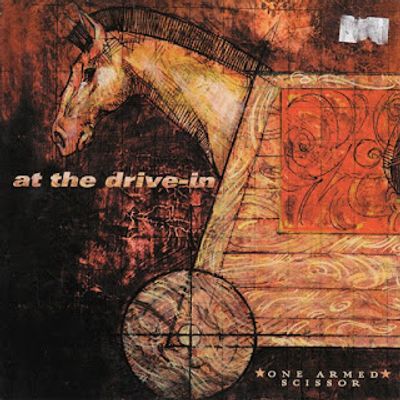 at the drive-in
★ONE ARMED★
SCISSOR